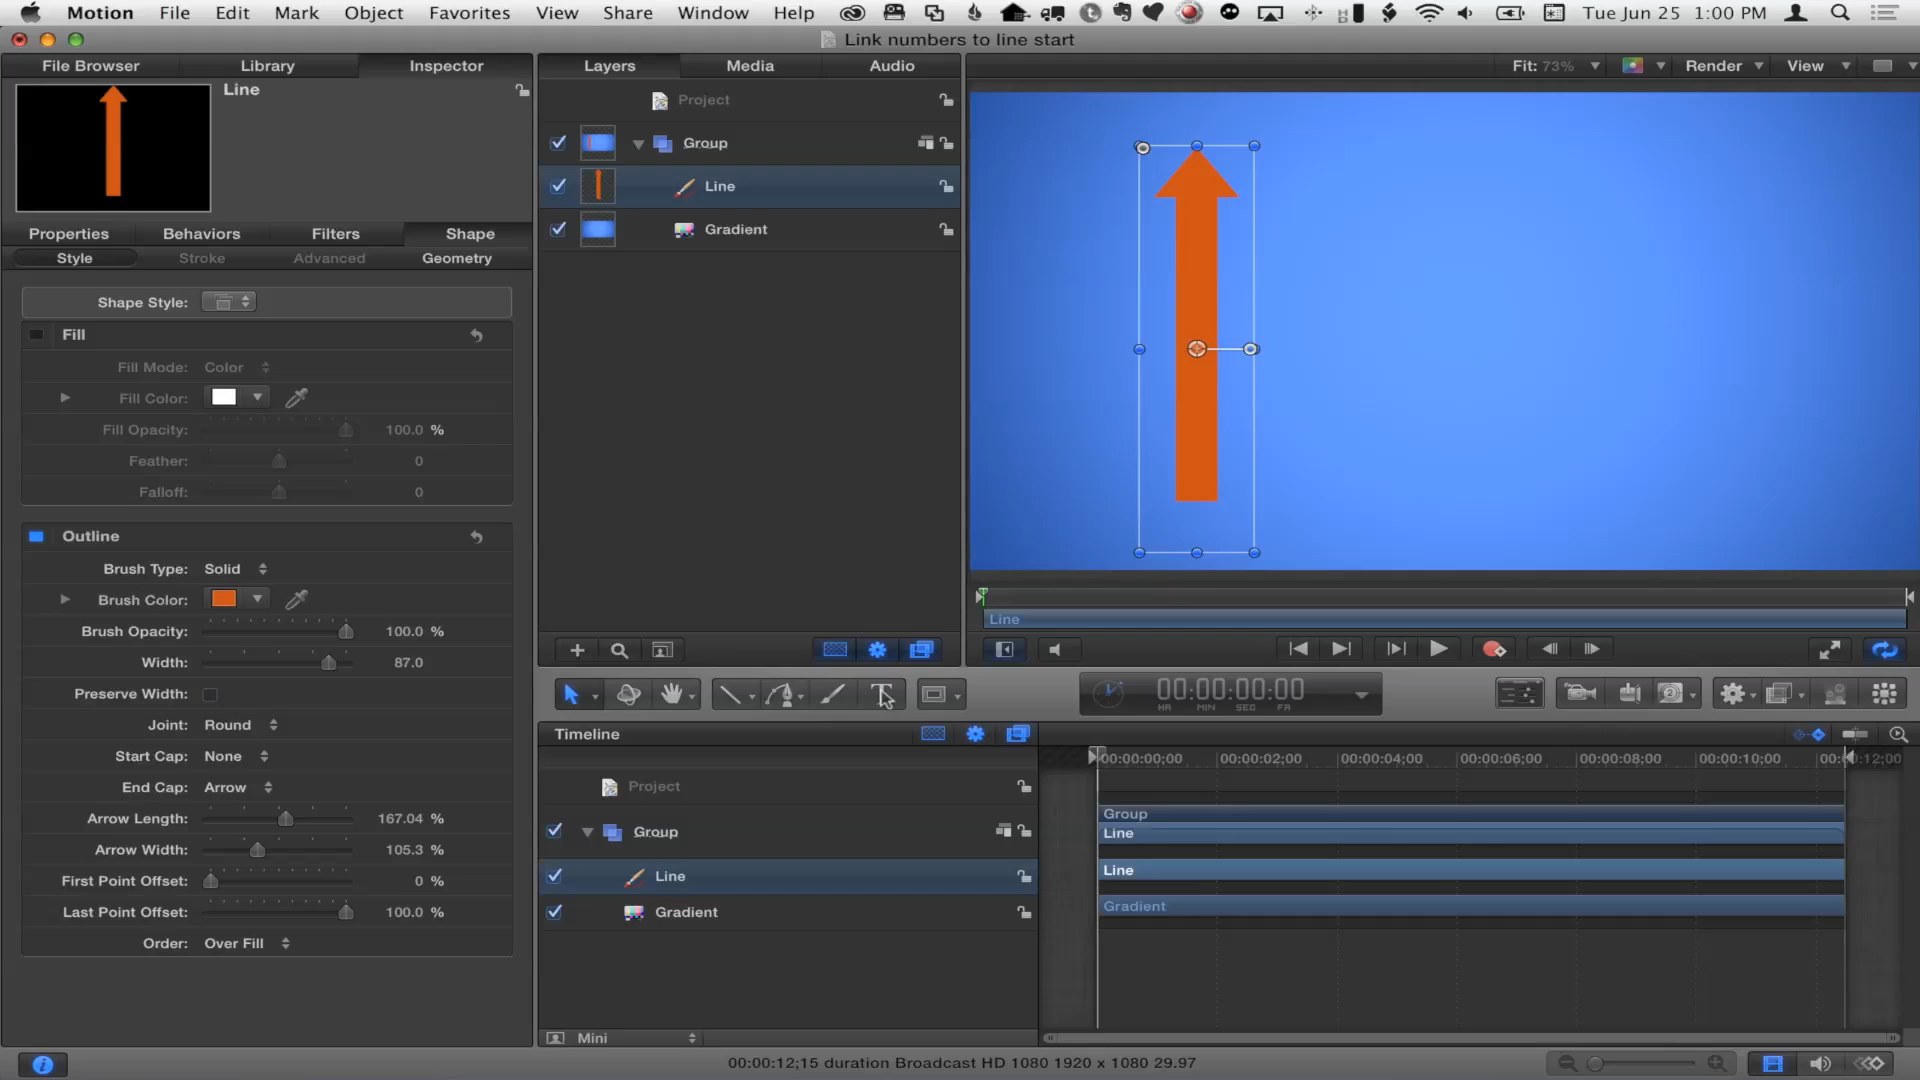 Motion File Edit Mark Object Favorites View Share Window Help Tue Jun 25 1:00 PM
Link numbers to line start
File Browser Library Inspector
Layers Media Audio
Fit: 73% Render View
Line
Project
Group
Line
Gradient
Properties Behaviors Filters Shape
Style Stroke Advanced Geometry
Shape Style:
Fill
Fill Mode: Color
Fill Color:
Fill Opacity: 100.0 %
Feather: 0
Falloff: 0
Outline
Brush Type: Solid
Brush Color:
Brush Opacity: 100.0 %
Width: 87.0
Preserve Width:
Joint: Round
Start Cap: None
End Cap: Arrow
Arrow Length: 167.04 %
Arrow Width: 105.3 %
First Point Offset: 0 %
Last Point Offset: 100.0 %
Order: Over Fill
Line
00:00:00:00
HR MIN SEC FR
Timeline
00:00:00;00 00:00:02;00 00:00:04;00 00:00:06;00 00:00:08;00 00:00:10;00
Project
Group
Line
Gradient
Group
Line
Line
Gradient
Mini
00:00:12;15 duration Broadcast HD 1080 1920 x 1080 29.97